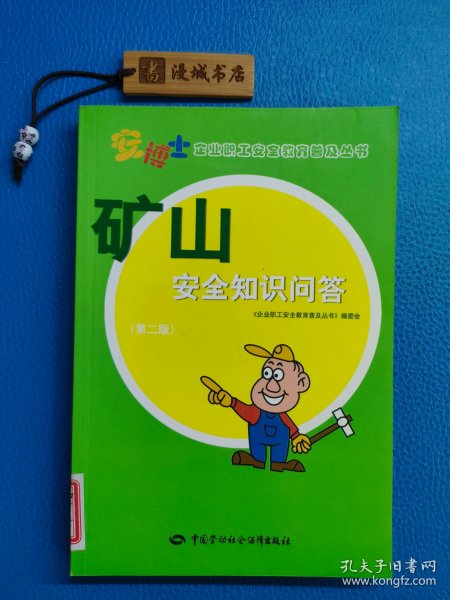 書 漫城书店
安博士 企业职工安全教育普及丛书
矿山
安全知识问答
《企业职工安全教育普及丛书》编委会
(第二版)
中国劳动社会保障出版社
孔夫子旧书网
www.kongfz.com